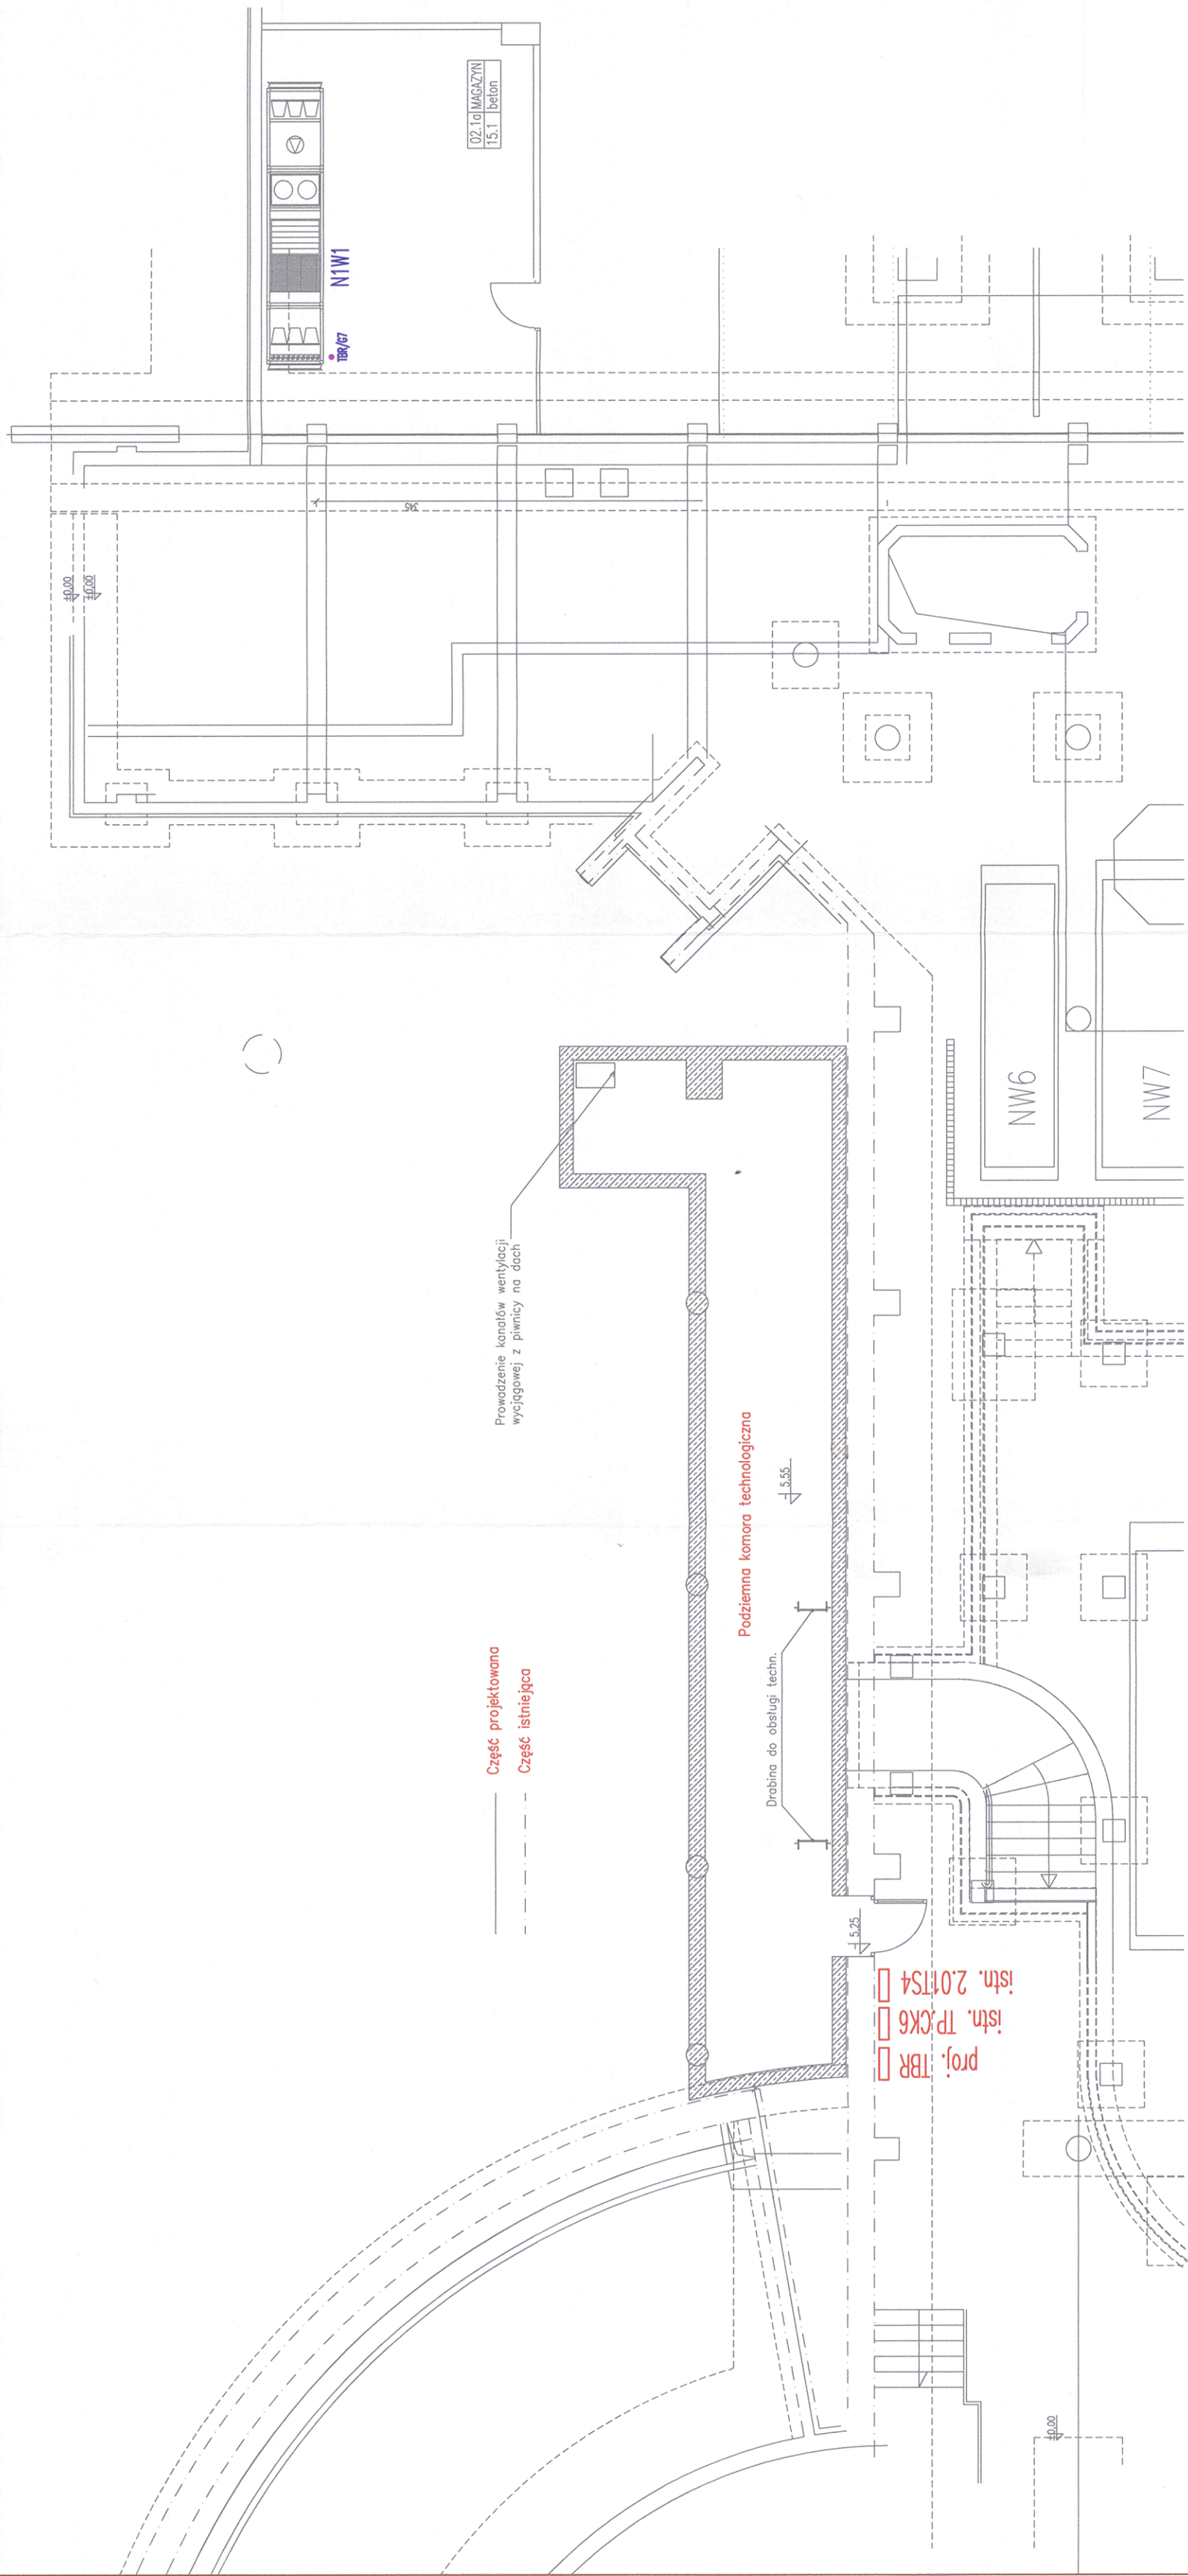 02.1a MAGAZYN
15.1 beton
N1W1
TBR/G7
345
±0,00
±0,00
NW6
NW7
Prowadzenie kanałów wentylacji
wyciągowej z piwnicy na dach
Podziemna komora technologiczna
- 5,55
Drabina do obsługi techn.
Część projektowana
Część istniejąca
- 5,25
istn. 2.01TS4
istn. TP.CK6
proj. TBR
±0,00